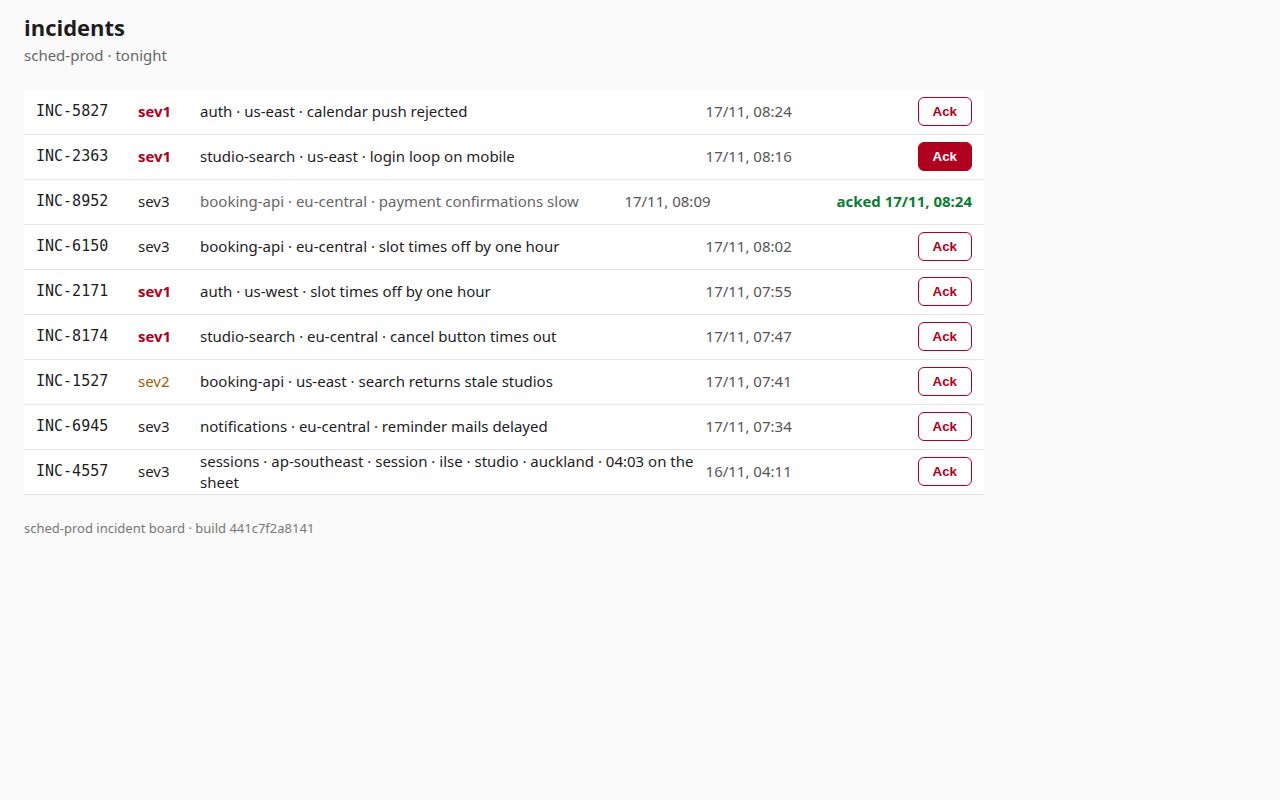 incidents
sched-prod · tonight
INC-5827 sev1 auth · us-east · calendar push rejected 17/11, 08:24 Ack
INC-2363 sev1 studio-search · us-east · login loop on mobile 17/11, 08:16 Ack
INC-8952 sev3 booking-api · eu-central · payment confirmations slow 17/11, 08:09 acked 17/11, 08:24
INC-6150 sev3 booking-api · eu-central · slot times off by one hour 17/11, 08:02 Ack
INC-2171 sev1 auth · us-west · slot times off by one hour 17/11, 07:55 Ack
INC-8174 sev1 studio-search · eu-central · cancel button times out 17/11, 07:47 Ack
INC-1527 sev2 booking-api · us-east · search returns stale studios 17/11, 07:41 Ack
INC-6945 sev3 notifications · eu-central · reminder mails delayed 17/11, 07:34 Ack
INC-4557 sev3 sessions · ap-southeast · session · ilse · studio · auckland · 04:03 on the
sheet 16/11, 04:11 Ack
sched-prod incident board · build 441c7f2a8141